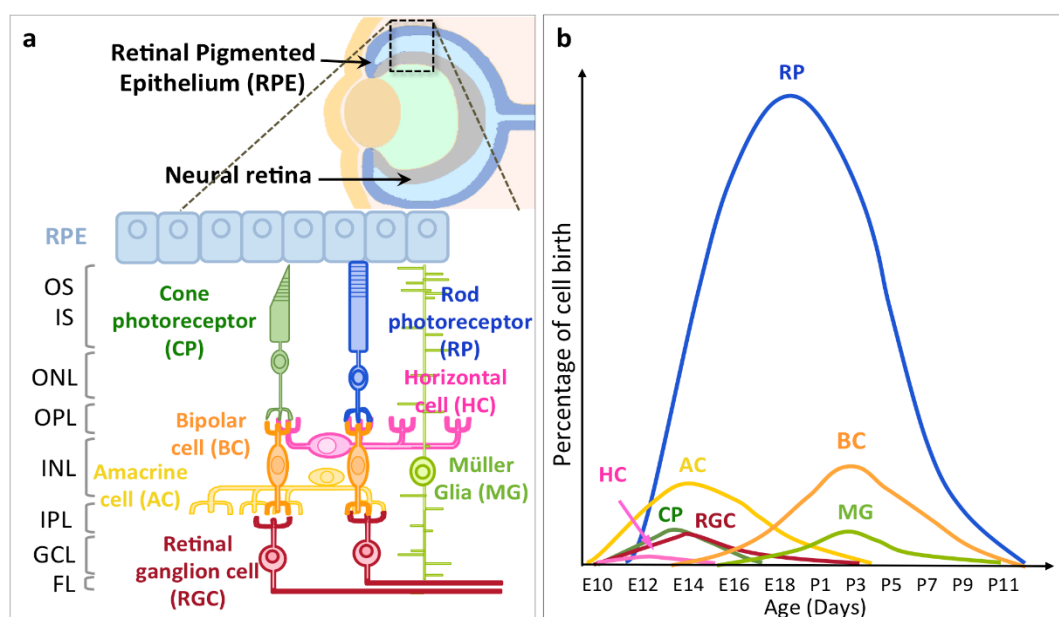 a
Retinal Pigmented
Epithelium (RPE)
Neural retina
RPE
OS
IS
ONL
OPL
INL
IPL
GCL
FL
Cone
photoreceptor
(CP)
Rod
photoreceptor
(RP)
Horizontal
cell (HC)
Bipolar
cell (BC)
Amacrine
cell (AC)
Müller
Glia (MG)
Retinal
ganglion cell
(RGC)
b
Percentage of cell birth
RP
HC
AC
CP
RGC
BC
MG
E10 E12 E14 E16 E18 P1 P3 P5 P7 P9 P11
Age (Days)